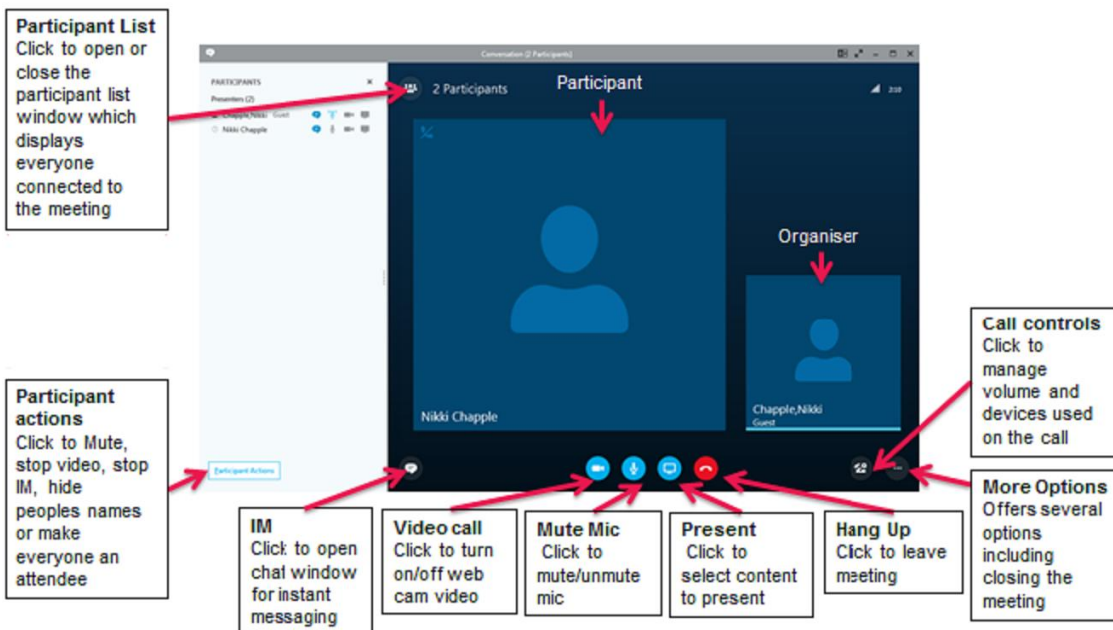 Participant List
Click to open or
close the
participant list
window which
displays
everyone
connected to
the meeting
Conversation (2 Participants)
PARTICIPANTS
Presenters (2)
Chapple,Nikki Guest
Nikki Chapple
2 Participants
Participant
2:10
Organiser
Nikki Chapple
Chapple,Nikki
Guest
Call controls
Click to
manage
volume and
devices used
on the call
Participant
actions
Click to Mute,
stop video, stop
IM, hide
peoples names
or make
everyone an
attendee
Participant Actions
IM
Click to open
chat window
for instant
messaging
Video call
Click to turn
on/off web
cam video
Mute Mic
Click to
mute/unmute
mic
Present
Click to
select content
to present
Hang Up
Click to leave
meeting
More Options
Offers several
options
including
closing the
meeting